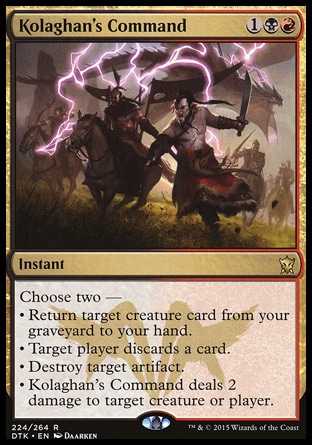 Kolaghan's Command 1
Instant
Choose two —
• Return target creature card from your
graveyard to your hand.
• Target player discards a card.
• Destroy target artifact.
• Kolaghan's Command deals 2
damage to target creature or player.
224/264 R
DTK • EN DAARKEN
™ & © 2015 Wizards of the Coast